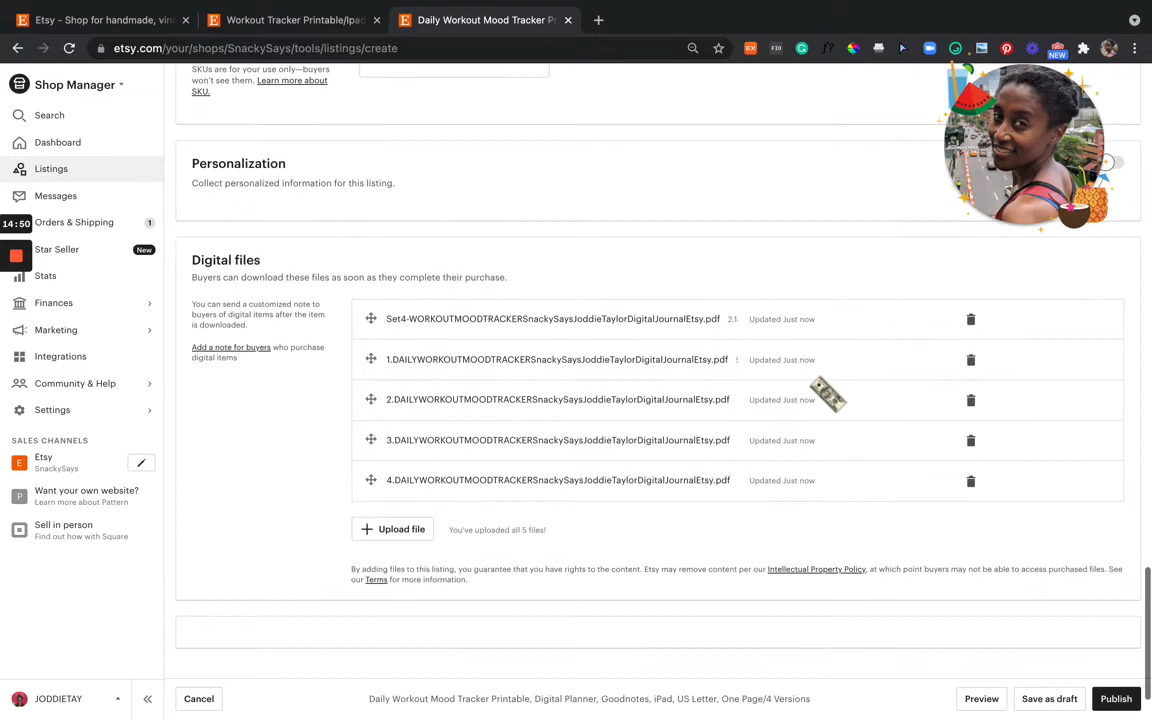 Etsy - Shop for handmade, vin
Workout Tracker Printable/Ipad
Daily Workout Mood Tracker Pr
etsy.com/your/shops/SnackySays/tools/listings/create
EX
FIO
f?
NEW
Shop Manager
Search
Dashboard
Listings
Messages
14:50
Orders & Shipping
1
Star Seller
New
Stats
Finances
Marketing
Integrations
Community & Help
Settings
SALES CHANNELS
E
Etsy
SnackySays
P
Want your own website?
Learn more about Pattern
Sell in person
Find out how with Square
JODDIETAY
SKUs are for your use only—buyers
won't see them. Learn more about
SKU.
Personalization
Collect personalized information for this listing.
Digital files
Buyers can download these files as soon as they complete their purchase.
You can send a customized note to
buyers of digital items after the item
is downloaded.
Add a note for buyers who purchase
digital items
Set4-WORKOUTMOODTRACKERSnackySaysJoddieTaylorDigitalJournalEtsy.pdf Updated Just now
1.DAILYWORKOUTMOODTRACKERSnackySaysJoddieTaylorDigitalJournalEtsy.pdf Updated Just now
2.DAILYWORKOUTMOODTRACKERSnackySaysJoddieTaylorDigitalJournalEtsy.pdf Updated Just now
3.DAILYWORKOUTMOODTRACKERSnackySaysJoddieTaylorDigitalJournalEtsy.pdf Updated Just now
4.DAILYWORKOUTMOODTRACKERSnackySaysJoddieTaylorDigitalJournalEtsy.pdf Updated Just now
Upload file
You've uploaded all 5 files!
By adding files to this listing, you guarantee that you have rights to the content. Etsy may remove content per our Intellectual Property Policy, at which point buyers may not be able to access purchased files. See
our Terms for more information.
Cancel
Daily Workout Mood Tracker Printable, Digital Planner, Goodnotes, iPad, US Letter, One Page/4 Versions
Preview
Save as draft
Publish